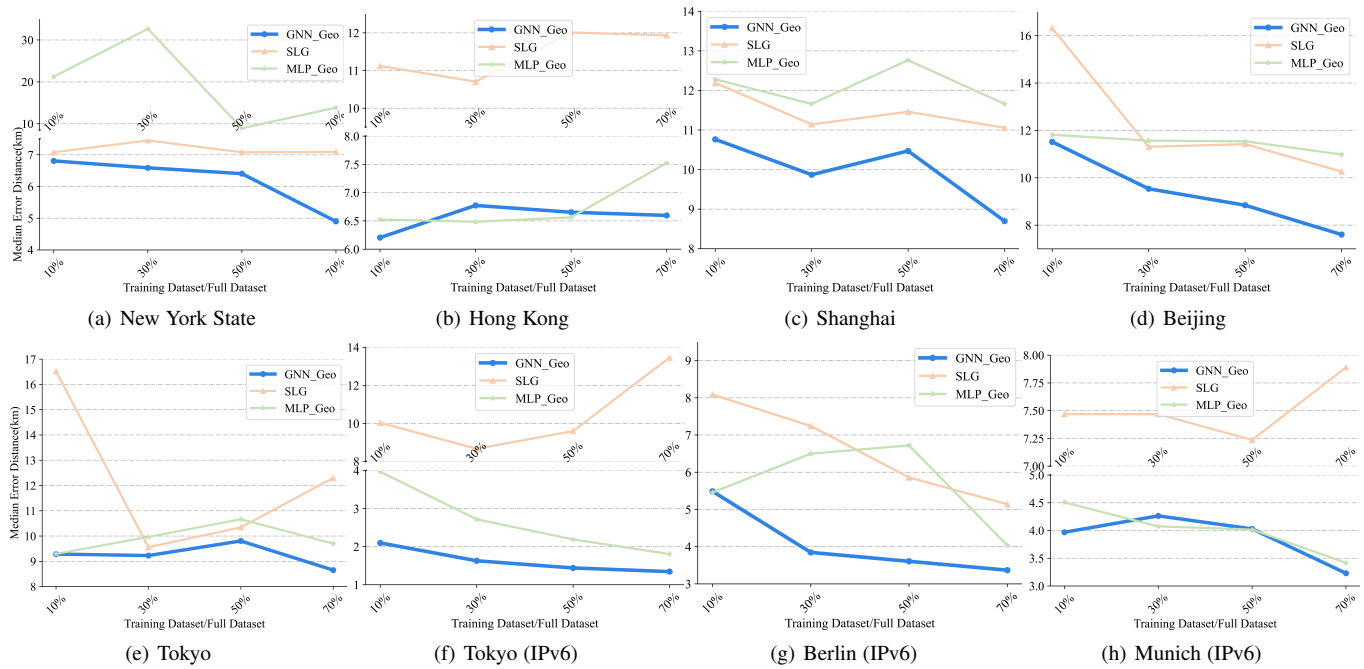 Median Error Distance(km)
30
20
10
7
6
5
4
10%
30%
50%
70%
GNN_Geo
SLG
MLP_Geo
10%
30%
50%
70%
Training Dataset/Full Dataset
(a) New York State
12
11
10
8.0
7.5
7.0
6.5
6.0
10%
30%
50%
70%
GNN_Geo
SLG
MLP_Geo
10%
30%
50%
70%
Training Dataset/Full Dataset
(b) Hong Kong
14
13
12
11
10
9
8
GNN_Geo
SLG
MLP_Geo
10%
30%
50%
70%
Training Dataset/Full Dataset
(c) Shanghai
16
14
12
10
8
GNN_Geo
SLG
MLP_Geo
10%
30%
50%
70%
Training Dataset/Full Dataset
(d) Beijing
Median Error Distance(km)
17
16
15
14
13
12
11
10
9
8
GNN_Geo
SLG
MLP_Geo
10%
30%
50%
70%
Training Dataset/Full Dataset
(e) Tokyo
14
12
10
8
4
3
2
1
10%
30%
50%
70%
GNN_Geo
SLG
MLP_Geo
10%
30%
50%
70%
Training Dataset/Full Dataset
(f) Tokyo (IPv6)
9
8
7
6
5
4
3
GNN_Geo
SLG
MLP_Geo
10%
30%
50%
70%
Training Dataset/Full Dataset
(g) Berlin (IPv6)
8.00
7.75
7.50
7.25
7.00
4.5
4.0
3.5
3.0
10%
30%
50%
70%
GNN_Geo
SLG
MLP_Geo
10%
30%
50%
70%
Training Dataset/Full Dataset
(h) Munich (IPv6)